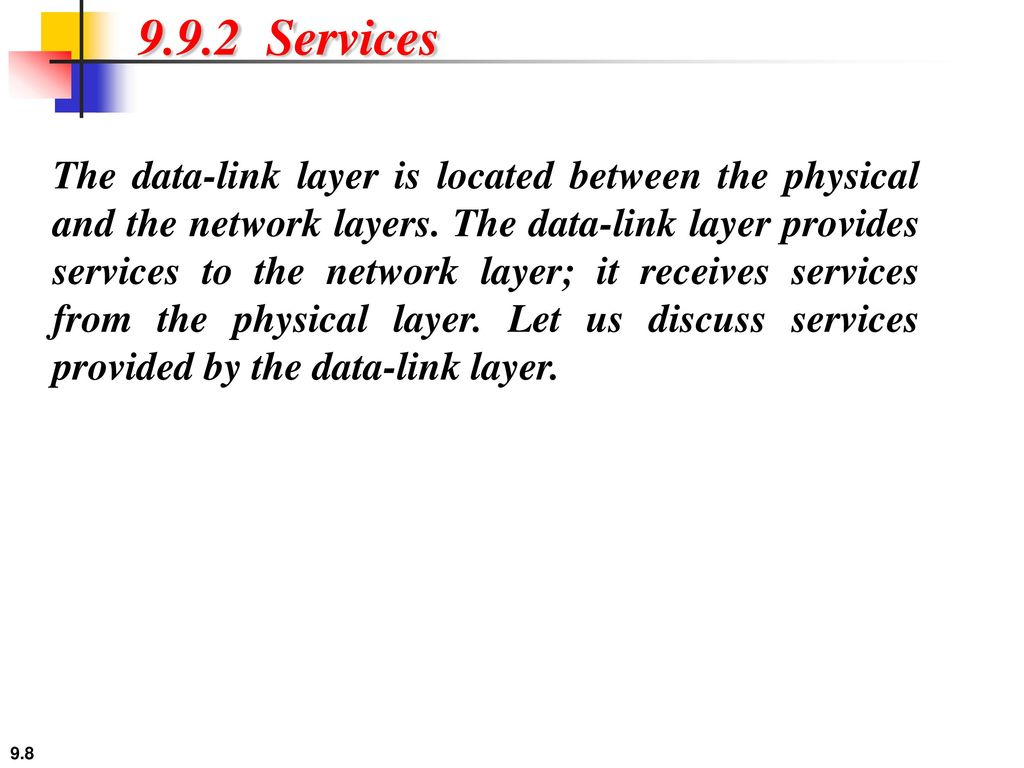 9.9.2 Services
The data-link layer is located between the physical
and the network layers. The data-link layer provides
services to the network layer; it receives services
from the physical layer. Let us discuss services
provided by the data-link layer.
9.8